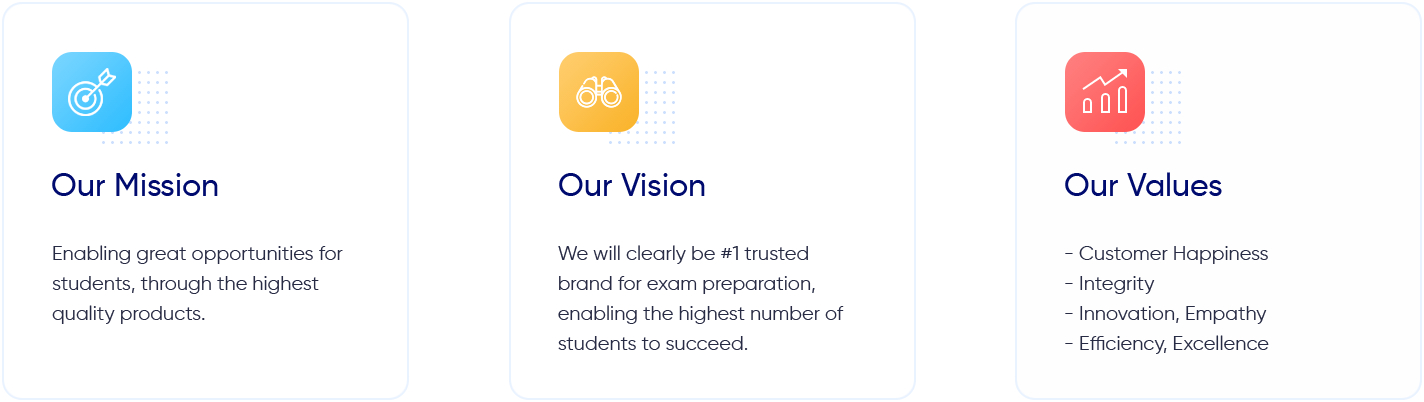 Our Mission
Enabling great opportunities for
students, through the highest
quality products.
Our Vision
We will clearly be #1 trusted
brand for exam preparation,
enabling the highest number of
students to succeed.
Our Values
- Customer Happiness
- Integrity
- Innovation, Empathy
- Efficiency, Excellence